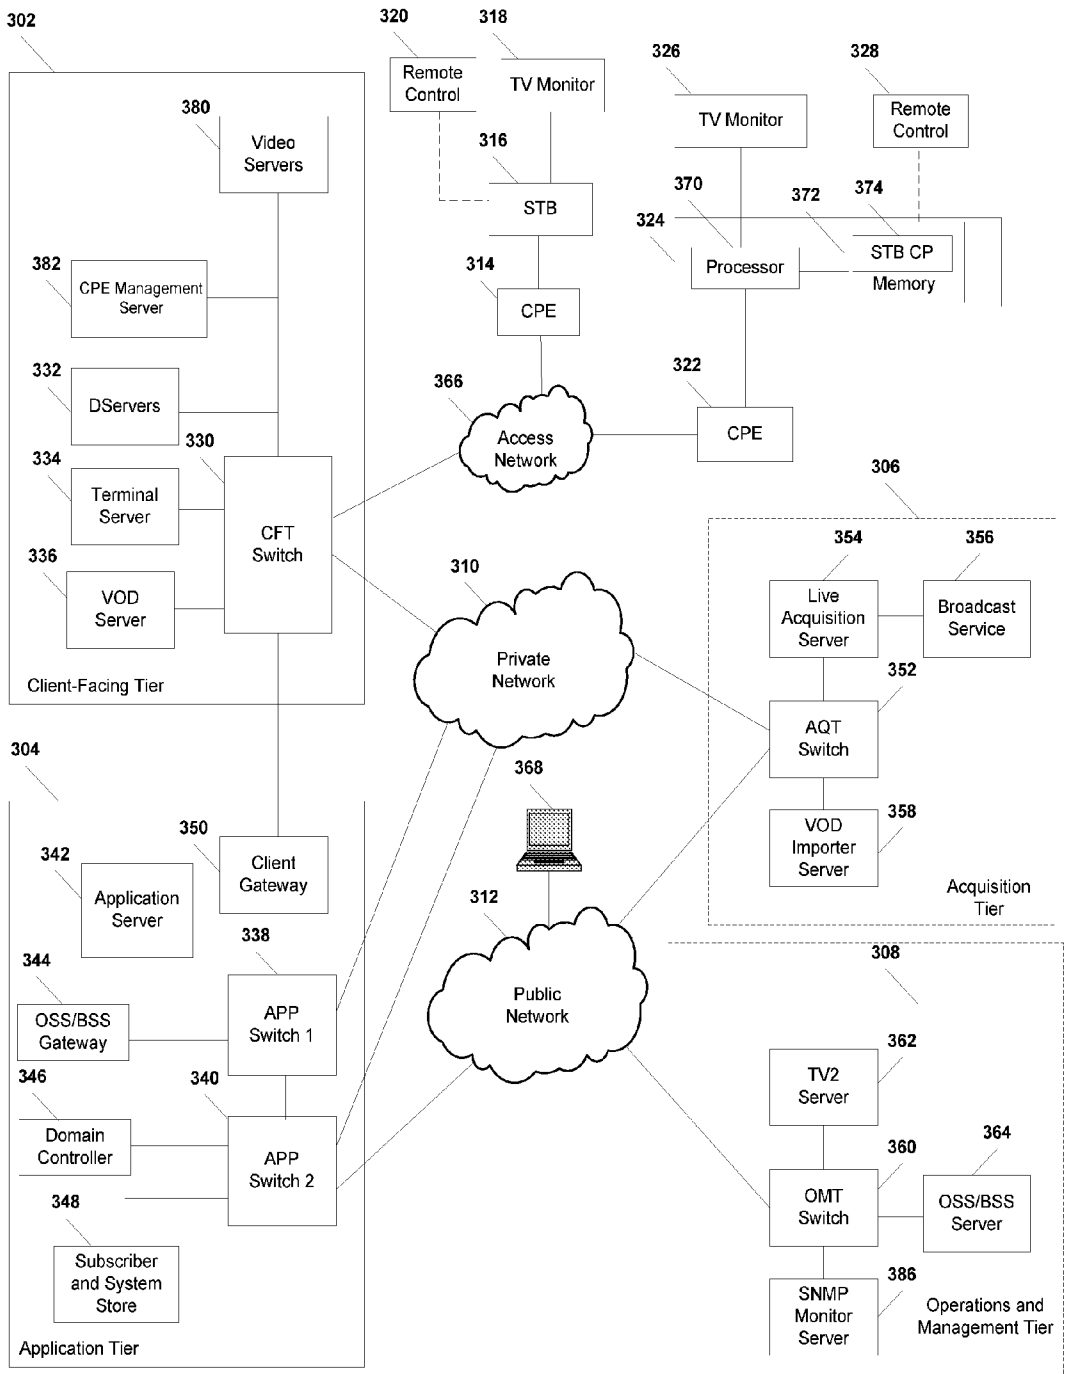 302
320
318
326
328
Remote
Control
TV Monitor
TV Monitor
Remote
Control
380
Video
Servers
316
STB
370
372
374
324
STB CP
Processor
Memory
382
CPE Management
Server
314
CPE
332
DServers
366
322
Access
Network
CPE
330
334
Terminal
Server
CFT
Switch
306
336
VOD
Server
310
354
356
Live
Acquisition
Server
Broadcast
Service
Private
Network
Client-Facing Tier
352
AQT
Switch
304
368
350
Client
Gateway
358
VOD
Importer
Server
342
Application
Server
Acquisition
Tier
312
338
308
344
OSS/BSS
Gateway
APP
Switch 1
Public
Network
362
TV2
Server
346
340
Domain
Controller
APP
Switch 2
360
364
OMT
Switch
OSS/BSS
Server
348
Subscriber
and System
Store
386
SNMP
Monitor
Server
Operations and
Management Tier
Application Tier